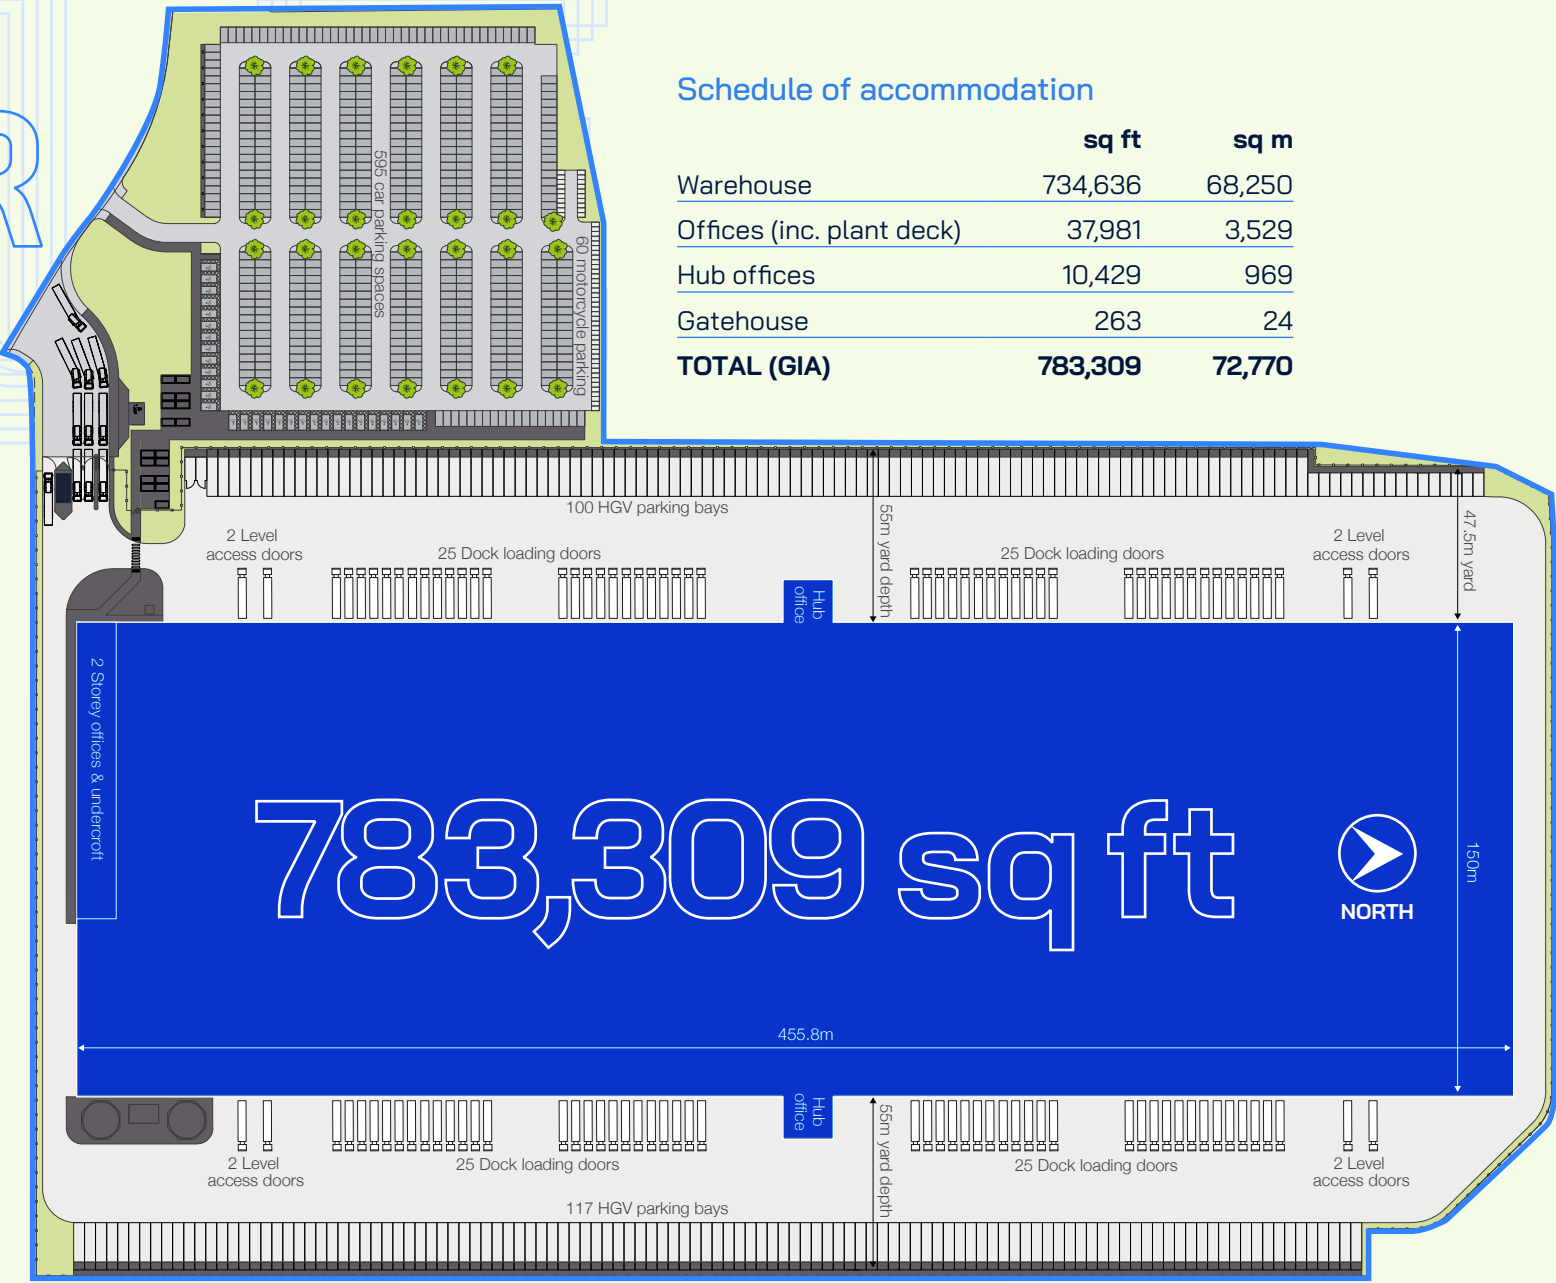 R
Schedule of accommodation
sq ft sq m
Warehouse 734,636 68,250
Offices (inc. plant deck) 37,981 3,529
Hub offices 10,429 969
Gatehouse 263 24
TOTAL (GIA) 783,309 72,770
595 car parking spaces
60 motorcycle parking
100 HGV parking bays
55m yard depth
47.5m yard
2 Level
access doors
25 Dock loading doors
25 Dock loading doors
2 Level
access doors
Hub
office
2 Storey offices & undercroft
783,309 sq ft
NORTH
150m
455.8m
Hub
office
55m yard depth
2 Level
access doors
25 Dock loading doors
25 Dock loading doors
2 Level
access doors
117 HGV parking bays